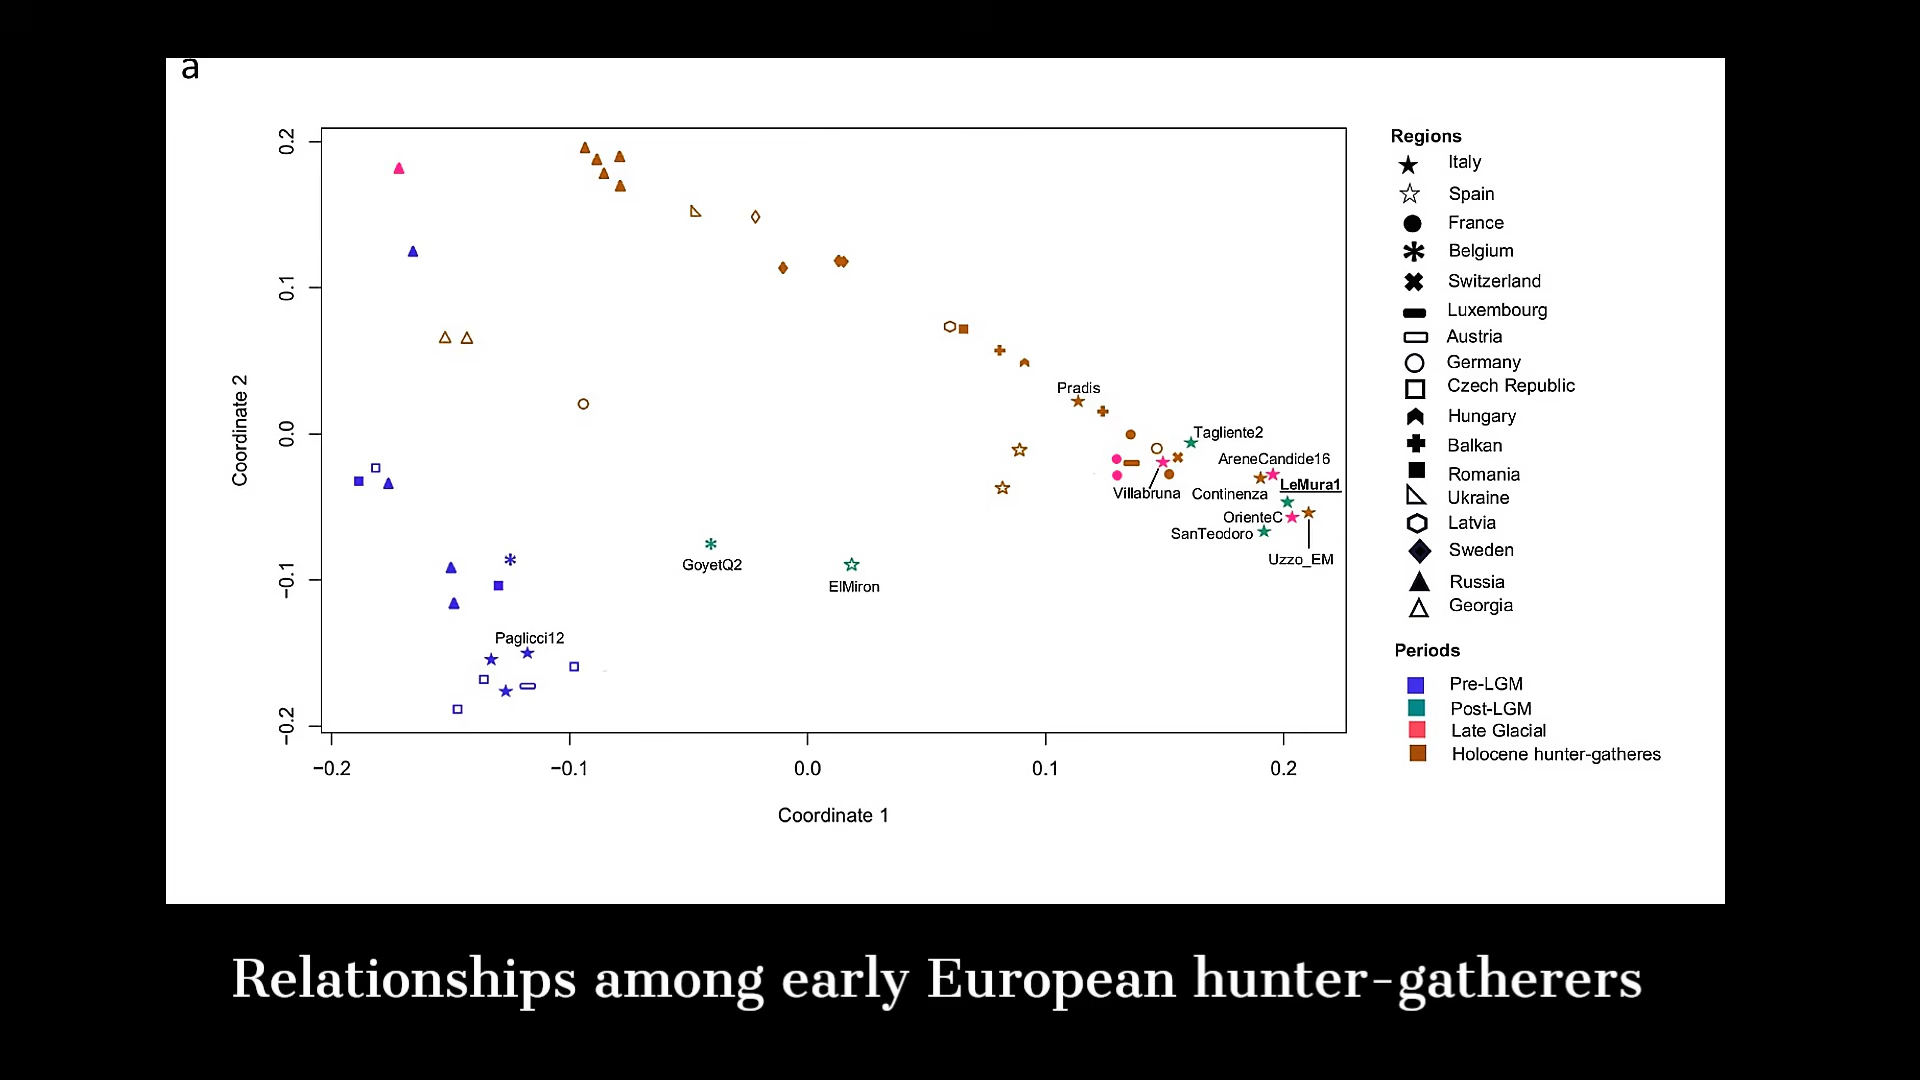 a
Regions
Italy
Spain
France
Belgium
Switzerland
Luxembourg
Austria
Germany
Czech Republic
Hungary
Balkan
Romania
Ukraine
Latvia
Sweden
Russia
Georgia
Periods
Pre-LGM
Post-LGM
Late Glacial
Holocene hunter-gatheres
Coordinate 2
0.2
0.1
0.0
−0.1
−0.2
Pradis
Tagliente2
AreneCandide16
LeMura1
Villabruna
Continenza
OrienteC
SanTeodoro
Uzzo_EM
GoyetQ2
ElMiron
Paglicci12
−0.2 −0.1 0.0 0.1 0.2
Coordinate 1
Relationships among early European hunter-gatherers